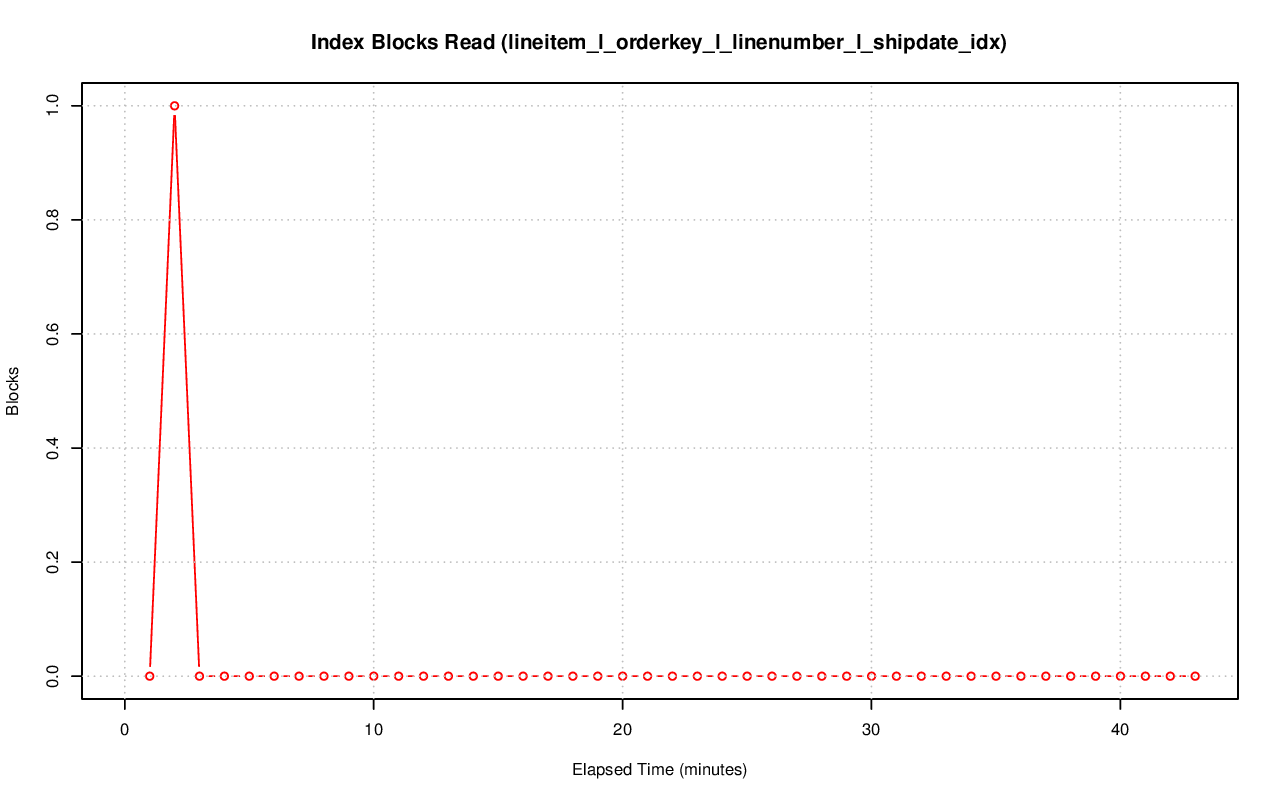 Index Blocks Read (lineitem_l_orderkey_l_linenumber_l_shipdate_idx)
Blocks
1.0
0.8
0.6
0.4
0.2
0.0
0 10 20 30 40
Elapsed Time (minutes)